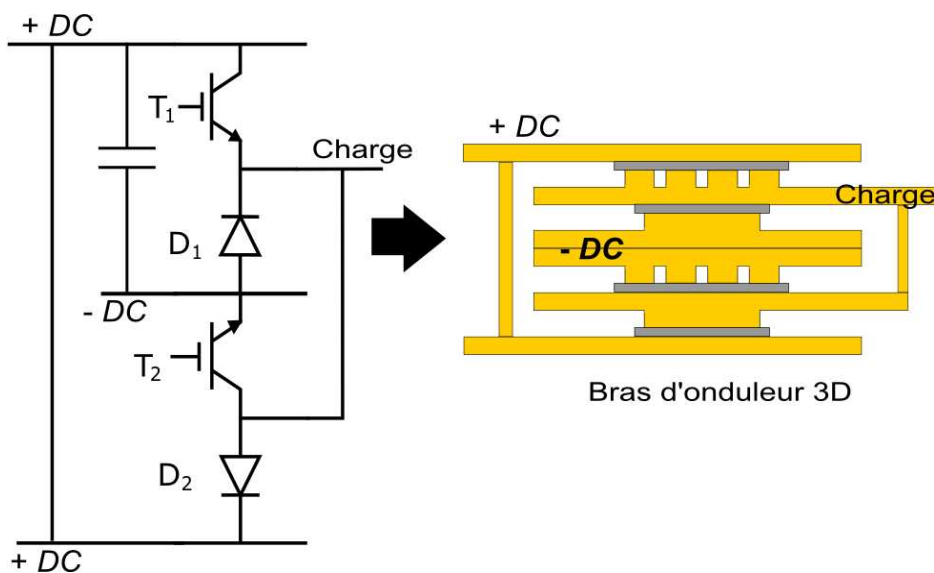 + DC
T1
Charge
D1
- DC
T2
D2
+ DC
+ DC
Charge
- DC
Bras d'onduleur 3D